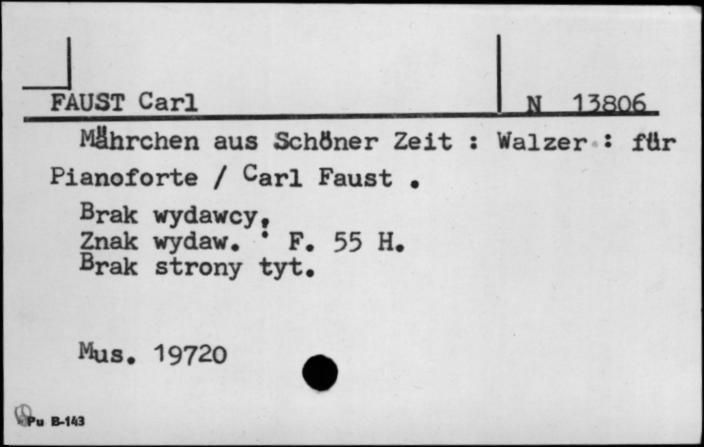 FAUST Carl N 13806
Mährchen aus Schöner Zeit : Walzer : für
Pianoforte / Carl Faust .
Brak wydawcy.
Znak wydaw. : F. 55 H.
Brak strony tyt.
Mus. 19720
Pu B-143